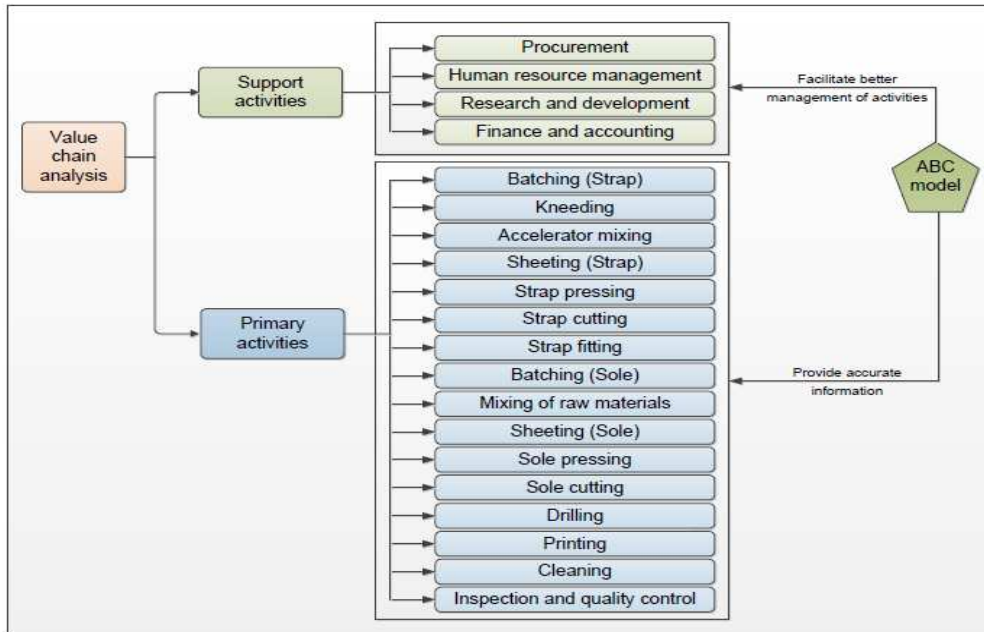 Value
chain
analysis
Support
activities
Primary
activities
Procurement
Human resource management
Research and development
Finance and accounting
Batching (Strap)
Kneeding
Accelerator mixing
Sheeting (Strap)
Strap pressing
Strap cutting
Strap fitting
Batching (Sole)
Mixing of raw materials
Sheeting (Sole)
Sole pressing
Sole cutting
Drilling
Printing
Cleaning
Inspection and quality control
Facilitate better
management of activities
ABC
model
Provide accurate
information